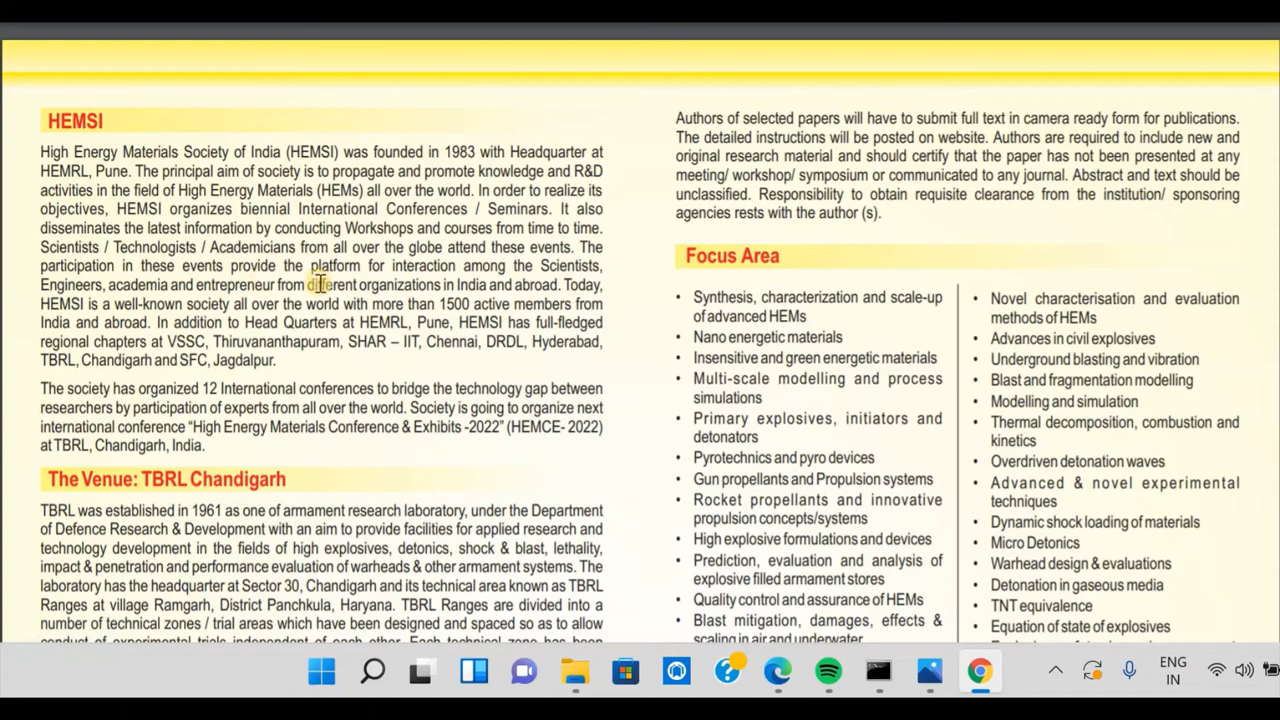 HEMSI
High Energy Materials Society of India (HEMSI) was founded in 1983 with Headquarter at
HEMRL, Pune. The principal aim of society is to propagate and promote knowledge and R&D
activities in the field of High Energy Materials (HEMs) all over the world. In order to realize its
objectives, HEMSI organizes biennial International Conferences / Seminars. It also
disseminates the latest information by conducting Workshops and courses from time to time.
Scientists / Technologists / Academicians from all over the globe attend these events. The
participation in these events provide the platform for interaction among the Scientists,
Engineers, academia and entrepreneur from different organizations in India and abroad. Today,
HEMSI is a well-known society all over the world with more than 1500 active members from
India and abroad. In addition to Head Quarters at HEMRL, Pune, HEMSI has full-fledged
regional chapters at VSSC, Thiruvananthapuram, SHAR – IIT, Chennai, DRDL, Hyderabad,
TBRL, Chandigarh and SFC, Jagdalpur.
The society has organized 12 International conferences to bridge the technology gap between
researchers by participation of experts from all over the world. Society is going to organize next
international conference “High Energy Materials Conference & Exhibits -2022” (HEMCE- 2022)
at TBRL, Chandigarh, India.
The Venue: TBRL Chandigarh
TBRL was established in 1961 as one of armament research laboratory, under the Department
of Defence Research & Development with an aim to provide facilities for applied research and
technology development in the fields of high explosives, detonics, shock & blast, lethality,
impact & penetration and performance evaluation of warheads & other armament systems. The
laboratory has the headquarter at Sector 30, Chandigarh and its technical area known as TBRL
Ranges at village Ramgarh, District Panchkula, Haryana. TBRL Ranges are divided into a
number of technical zones / trial areas which have been designed and spaced so as to allow
conduct of experimental trials independent of each other. Each technical zone has been
Authors of selected papers will have to submit full text in camera ready form for publications.
The detailed instructions will be posted on website. Authors are required to include new and
original research material and should certify that the paper has not been presented at any
meeting/ workshop/ symposium or communicated to any journal. Abstract and text should be
unclassified. Responsibility to obtain requisite clearance from the institution/ sponsoring
agencies rests with the author (s).
Focus Area
• Synthesis, characterization and scale-up
of advanced HEMs
• Nano energetic materials
• Insensitive and green energetic materials
• Multi-scale modelling and process
simulations
• Primary explosives, initiators and
detonators
• Pyrotechnics and pyro devices
• Gun propellants and Propulsion systems
• Rocket propellants and innovative
propulsion concepts/systems
• High explosive formulations and devices
• Prediction, evaluation and analysis of
explosive filled armament stores
• Quality control and assurance of HEMs
• Blast mitigation, damages, effects &
scaling in air and underwater
• Novel characterisation and evaluation
methods of HEMs
• Advances in civil explosives
• Underground blasting and vibration
• Blast and fragmentation modelling
• Modelling and simulation
• Thermal decomposition, combustion and
kinetics
• Overdriven detonation waves
• Advanced & novel experimental
techniques
• Dynamic shock loading of materials
• Micro Detonics
• Warhead design & evaluations
• Detonation in gaseous media
• TNT equivalence
• Equation of state of explosives
ENG
IN